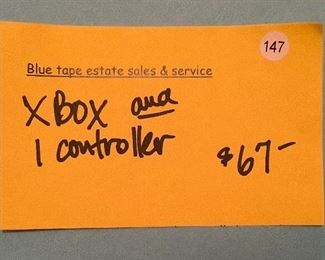 147
Blue tape estate sales & service
XBOX and
1 controller
$67-